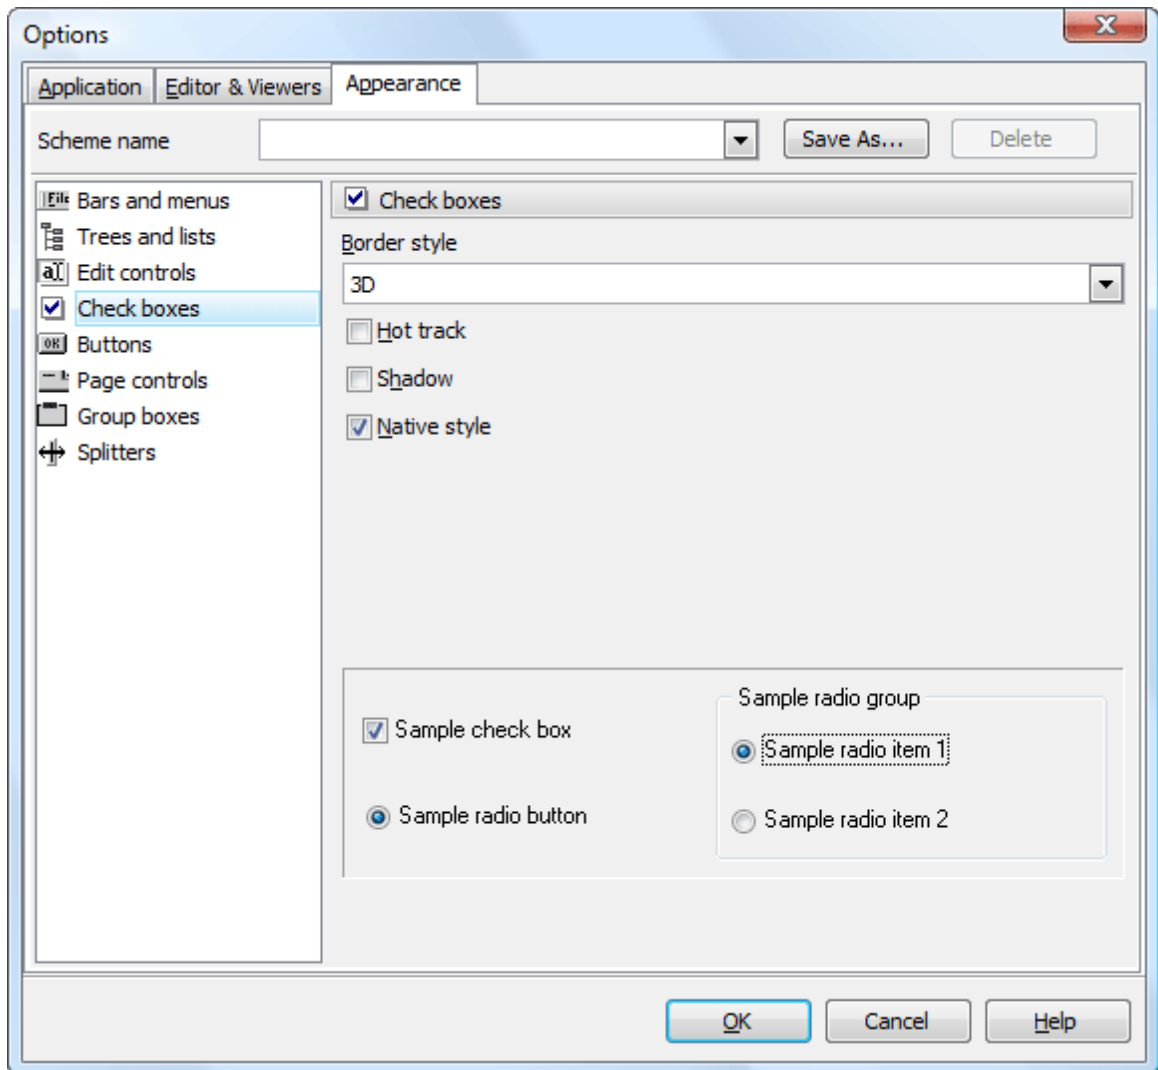 Options
Application Editor & Viewers Appearance
Scheme name Save As... Delete
Bars and menus
Trees and lists
Edit controls
Check boxes
Buttons
Page controls
Group boxes
Splitters
Check boxes
Border style
3D
Hot track
Shadow
Native style
Sample check box
Sample radio button
Sample radio group
Sample radio item 1
Sample radio item 2
OK Cancel Help